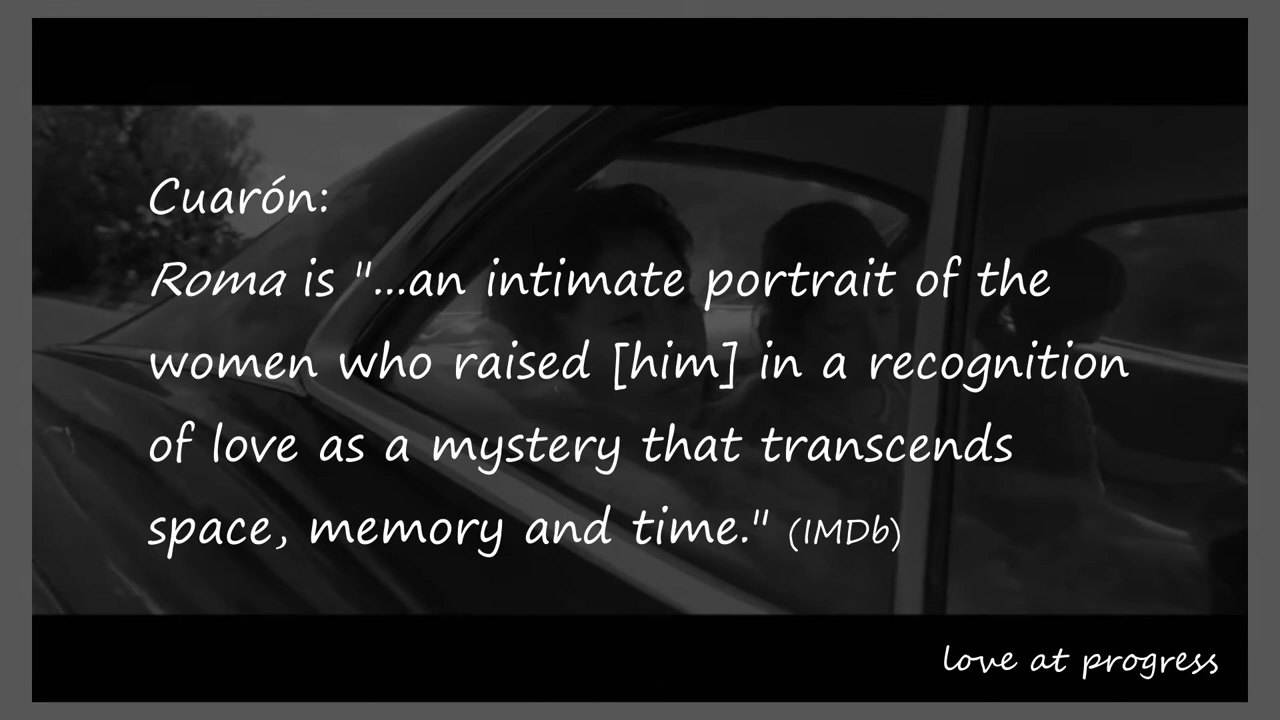 Cuarón:
Roma is "...an intimate portrait of the
women who raised [him] in a recognition
of love as a mystery that transcends
space, memory and time." (IMDb)
love at progress